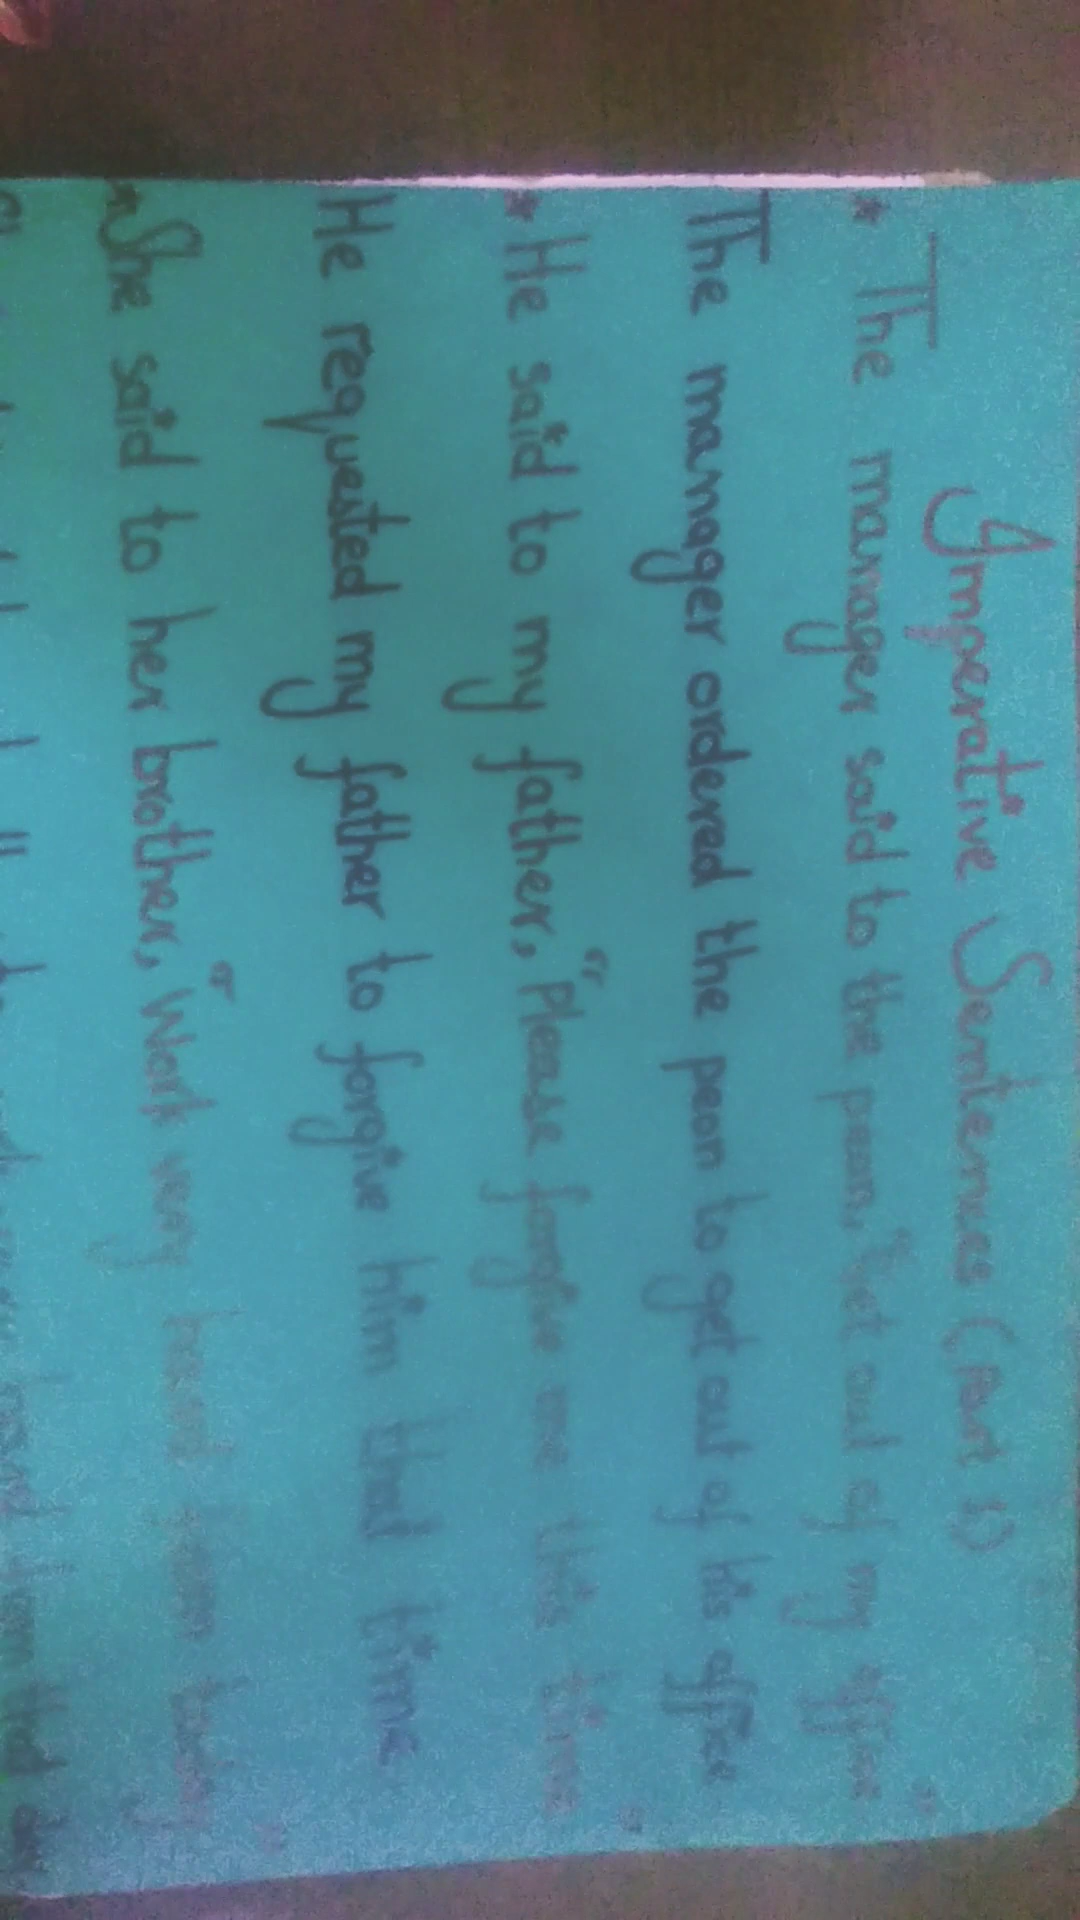 Imperative Sentences (Part 1)
* The manager said to the peon, "Get out of my office"
The manager ordered the peon to get out of his office
* He said to my father, "Please forgive me this time"
He requested my father to forgive him that time.
* She said to her brother, "Work very hard from today"